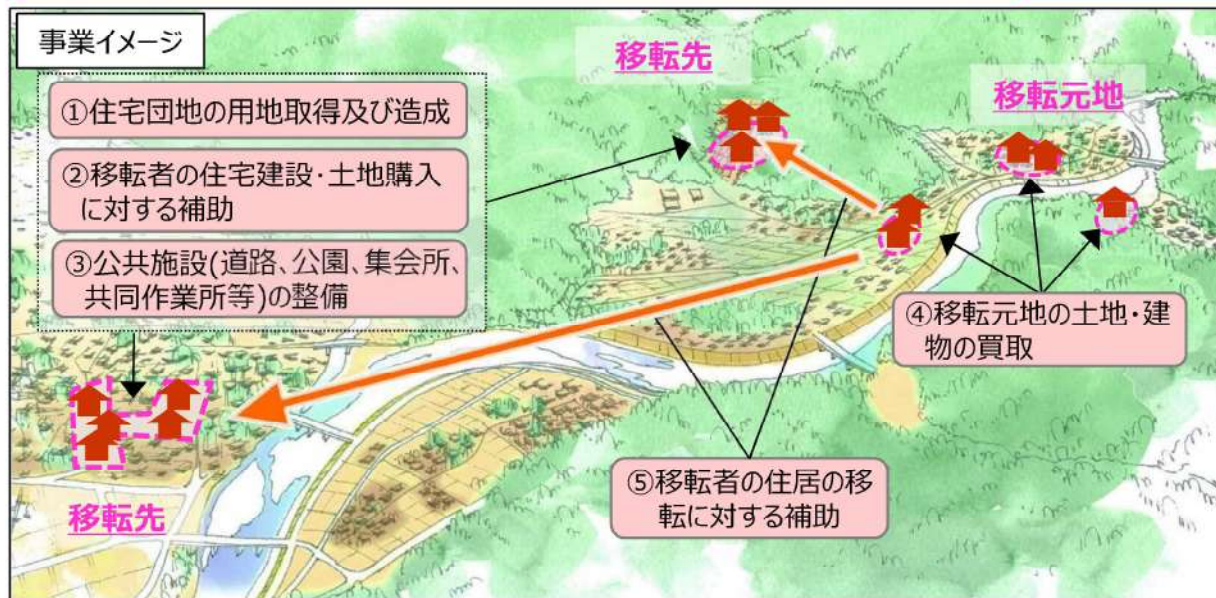 事業イメージ
①住宅団地の用地取得及び造成
②移転者の住宅建設・土地購入
に対する補助
③公共施設(道路、公園、集会所、
共同作業所等)の整備
移転先
移転元地
④移転元地の土地・建
物の買取
⑤移転者の住居の移
転に対する補助
移転先